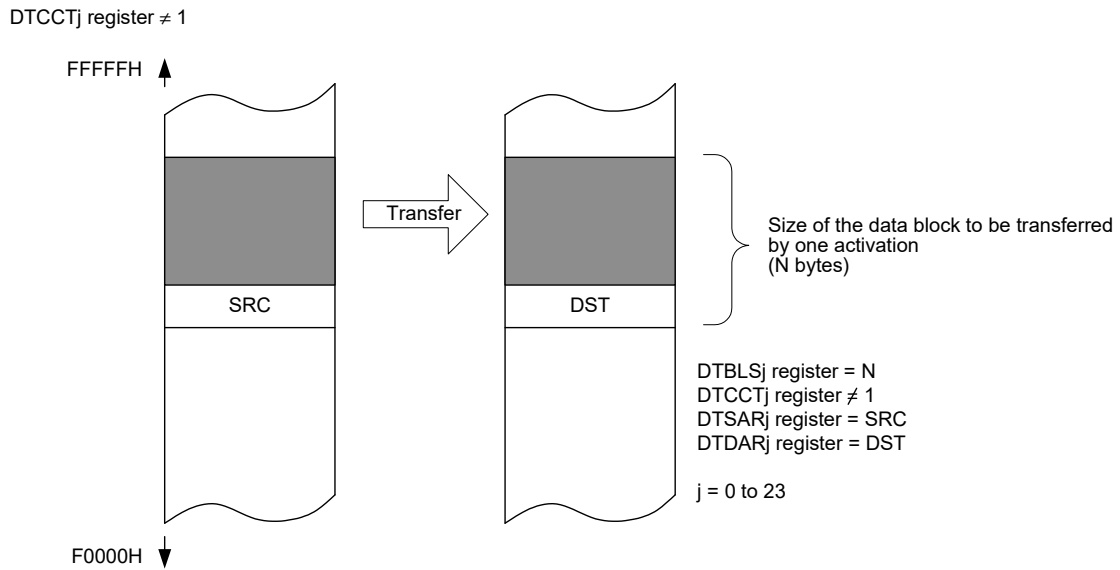 DTCCTj register ≠ 1
FFFFFH
Transfer
Size of the data block to be transferred
by one activation
(N bytes)
SRC
DST
DTBLSj register = N
DTCCTj register ≠ 1
DTSARj register = SRC
DTDARj register = DST
j = 0 to 23
F0000H